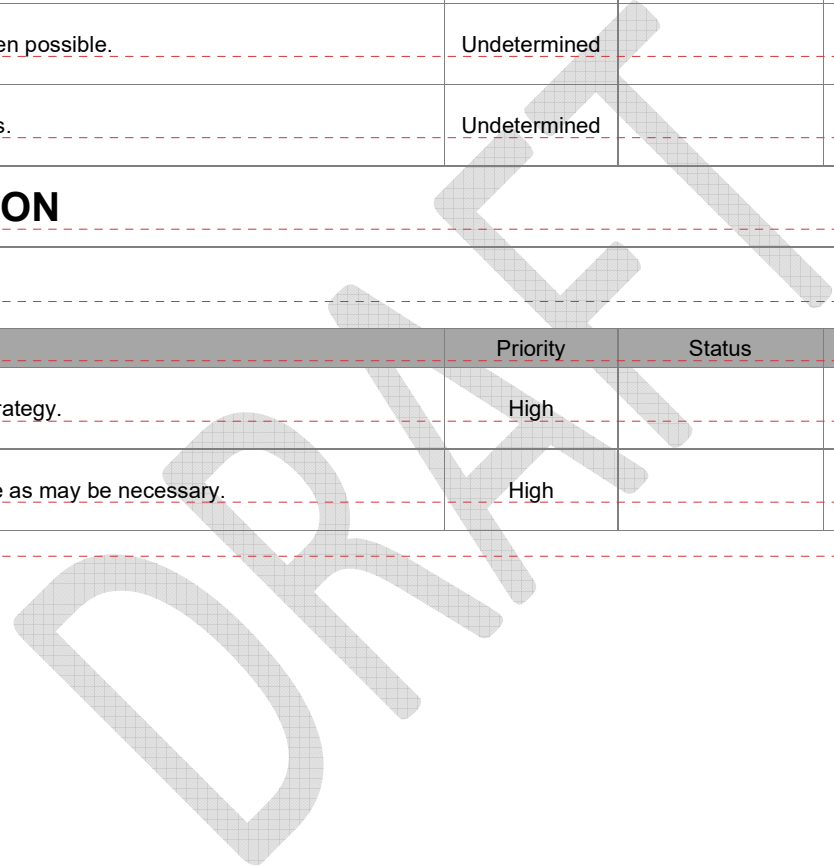 en possible. Undetermined
s. Undetermined
ON
Priority Status
rategy. High
e as may be necessary. High
DRAFT